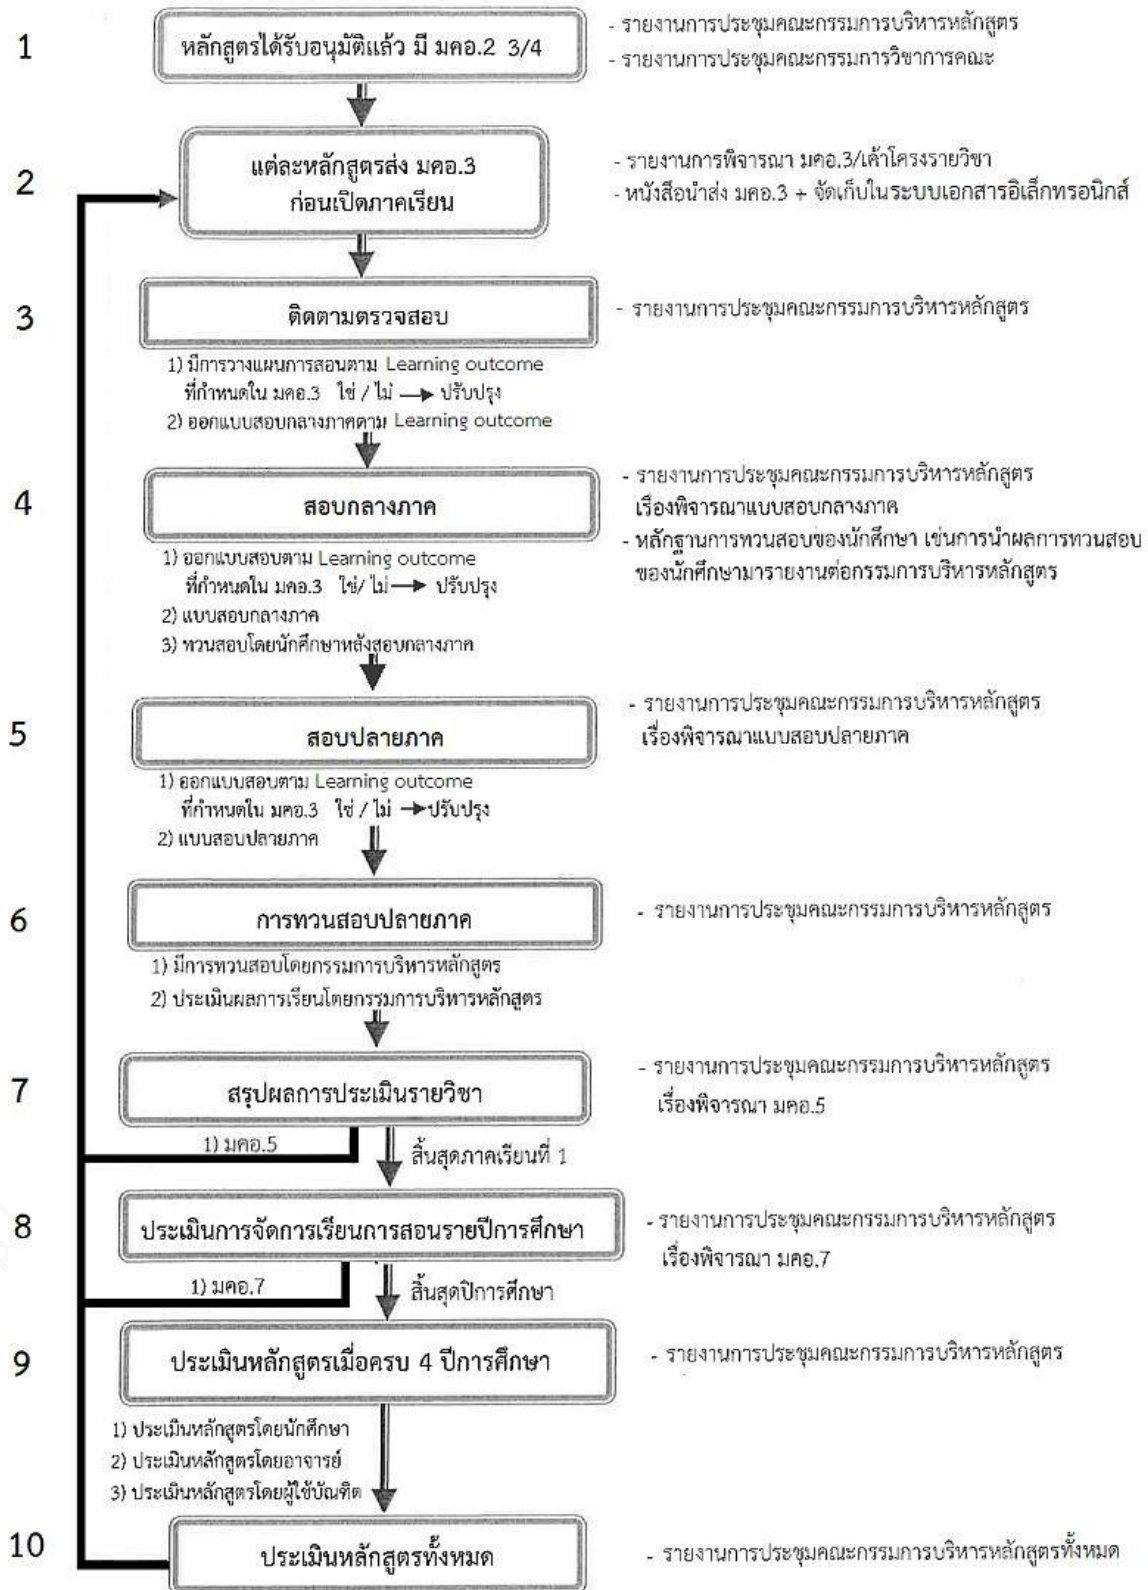 1
หลักสูตรได้รับอนุมัติแล้ว มี มคอ.2 3/4
- รายงานการประชุมคณะกรรมการบริหารหลักสูตร
- รายงานการประชุมคณะกรรมการวิชาการคณะ
2
แต่ละหลักสูตรส่ง มคอ.3
ก่อนเปิดภาคเรียน
- รายงานการพิจารณา มคอ.3/เค้าโครงรายวิชา
- หนังสือนำส่ง มคอ.3 + จัดเก็บในระบบเอกสารอิเล็กทรอนิกส์
3
ติดตามตรวจสอบ
- รายงานการประชุมคณะกรรมการบริหารหลักสูตร
1) มีการวางแผนการสอนตาม Learning outcome
ที่กำหนดใน มคอ.3 ใช่ / ไม่ → ปรับปรุง
2) ออกแบบสอบกลางภาคตาม Learning outcome
4
สอบกลางภาค
- รายงานการประชุมคณะกรรมการบริหารหลักสูตร
เรื่องพิจารณาแบบสอบกลางภาค
- หลักฐานการทวนสอบของนักศึกษา เช่นการนำผลการทวนสอบ
ของนักศึกษามารายงานต่อกรรมการบริหารหลักสูตร
1) ออกแบบสอบตาม Learning outcome
ที่กำหนดใน มคอ.3 ใช่/ ไม่ → ปรับปรุง
2) แบบสอบกลางภาค
3) ทวนสอบโดยนักศึกษาหลังสอบกลางภาค
5
สอบปลายภาค
- รายงานการประชุมคณะกรรมการบริหารหลักสูตร
เรื่องพิจารณาแบบสอบปลายภาค
1) ออกแบบสอบตาม Learning outcome
ที่กำหนดใน มคอ.3 ใช่ / ไม่ → ปรับปรุง
2) แบบสอบปลายภาค
6
การทวนสอบปลายภาค
- รายงานการประชุมคณะกรรมการบริหารหลักสูตร
1) มีการทวนสอบโดยกรรมการบริหารหลักสูตร
2) ประเมินผลการเรียนโดยกรรมการบริหารหลักสูตร
7
สรุปผลการประเมินรายวิชา
- รายงานการประชุมคณะกรรมการบริหารหลักสูตร
เรื่องพิจารณา มคอ.5
1) มคอ.5
สิ้นสุดภาคเรียนที่ 1
8
ประเมินการจัดการเรียนการสอนรายปีการศึกษา
- รายงานการประชุมคณะกรรมการบริหารหลักสูตร
เรื่องพิจารณา มคอ.7
1) มคอ.7
สิ้นสุดปีการศึกษา
9
ประเมินหลักสูตรเมื่อครบ 4 ปีการศึกษา
- รายงานการประชุมคณะกรรมการบริหารหลักสูตร
1) ประเมินหลักสูตรโดยนักศึกษา
2) ประเมินหลักสูตรโดยอาจารย์
3) ประเมินหลักสูตรโดยผู้ใช้บัณฑิต
10
ประเมินหลักสูตรทั้งหมด
- รายงานการประชุมคณะกรรมการบริหารหลักสูตรทั้งหมด